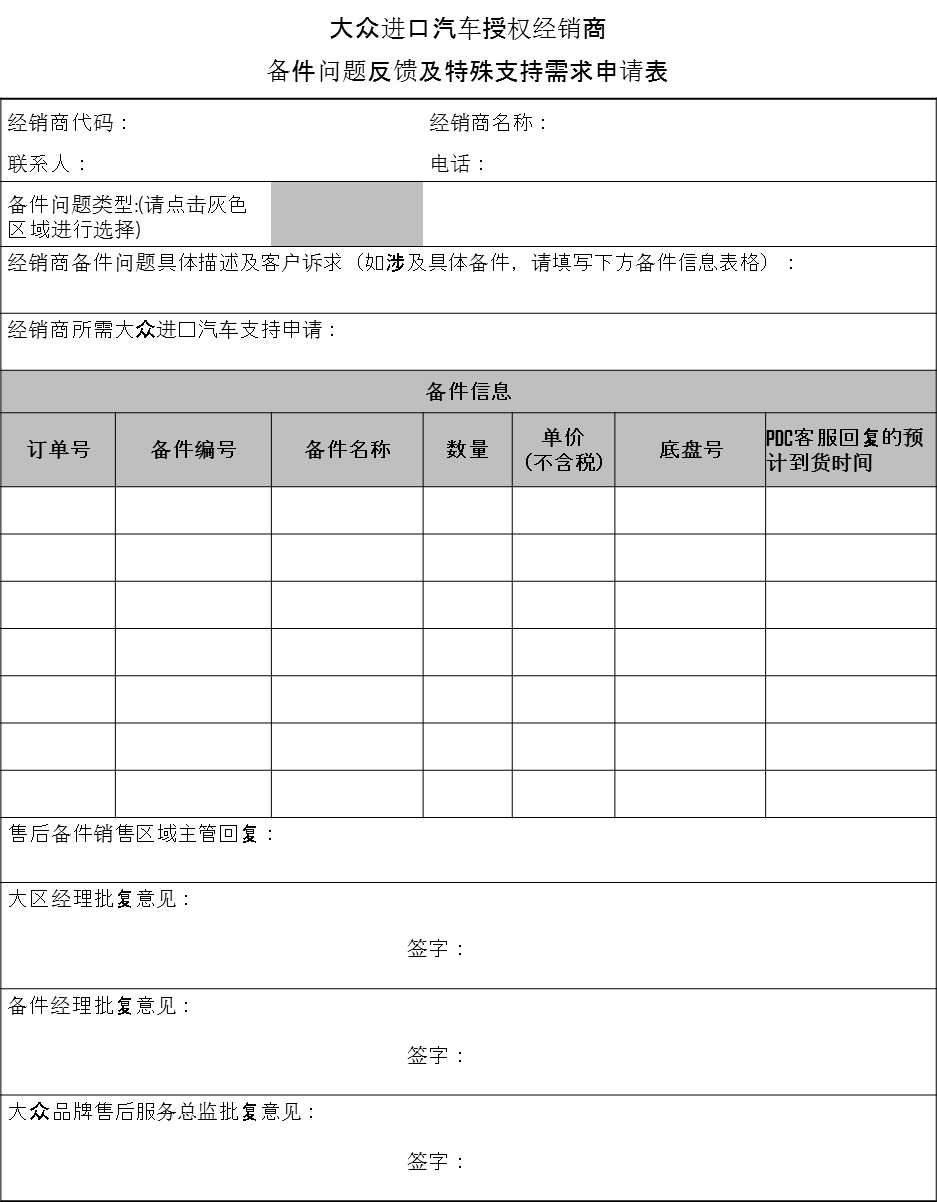 大众进口汽车授权经销商
备件问题反馈及特殊支持需求申请表
经销商代码： 经销商名称：
联系人： 电话：
备件问题类型:(请点击灰色
区域进行选择)
经销商备件问题具体描述及客户诉求（如涉及具体备件，请填写下方备件信息表格）：
经销商所需大众进口汽车支持申请：
备件信息
订单号 备件编号 备件名称 数量 单价 (不含税) 底盘号 PDC客服回复的预
计到货时间
售后备件销售区域主管回复：
大区经理批复意见：
签字：
备件经理批复意见：
签字：
大众品牌售后服务总监批复意见：
签字：